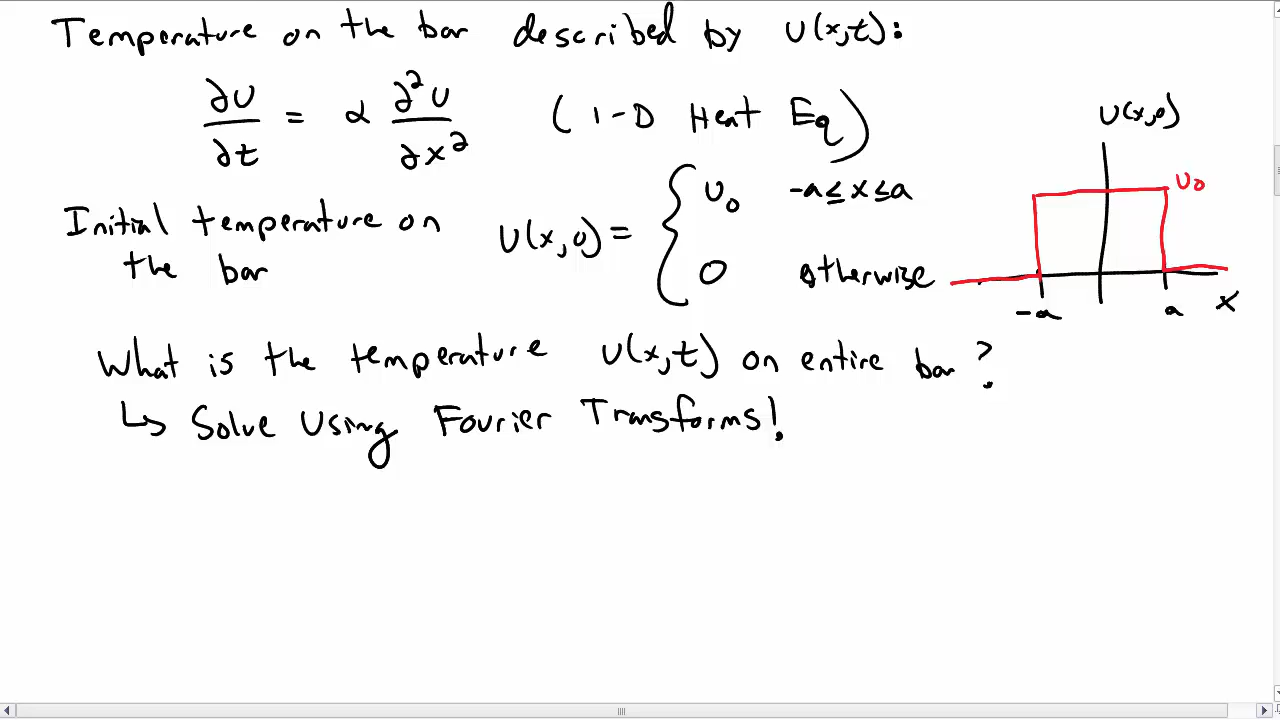 Temperature on the bar described by U(x,t):
∂U/∂t = α ∂²U/∂x² (1-D Heat Eq)
U(x,0)
Initial temperature on
the bar
U(x,0) = { U₀ -a ≤ x ≤ a
0 otherwise
U₀
-a a x
What is the temperature U(x,t) on entire bar?
↳ Solve Using Fourier Transforms!